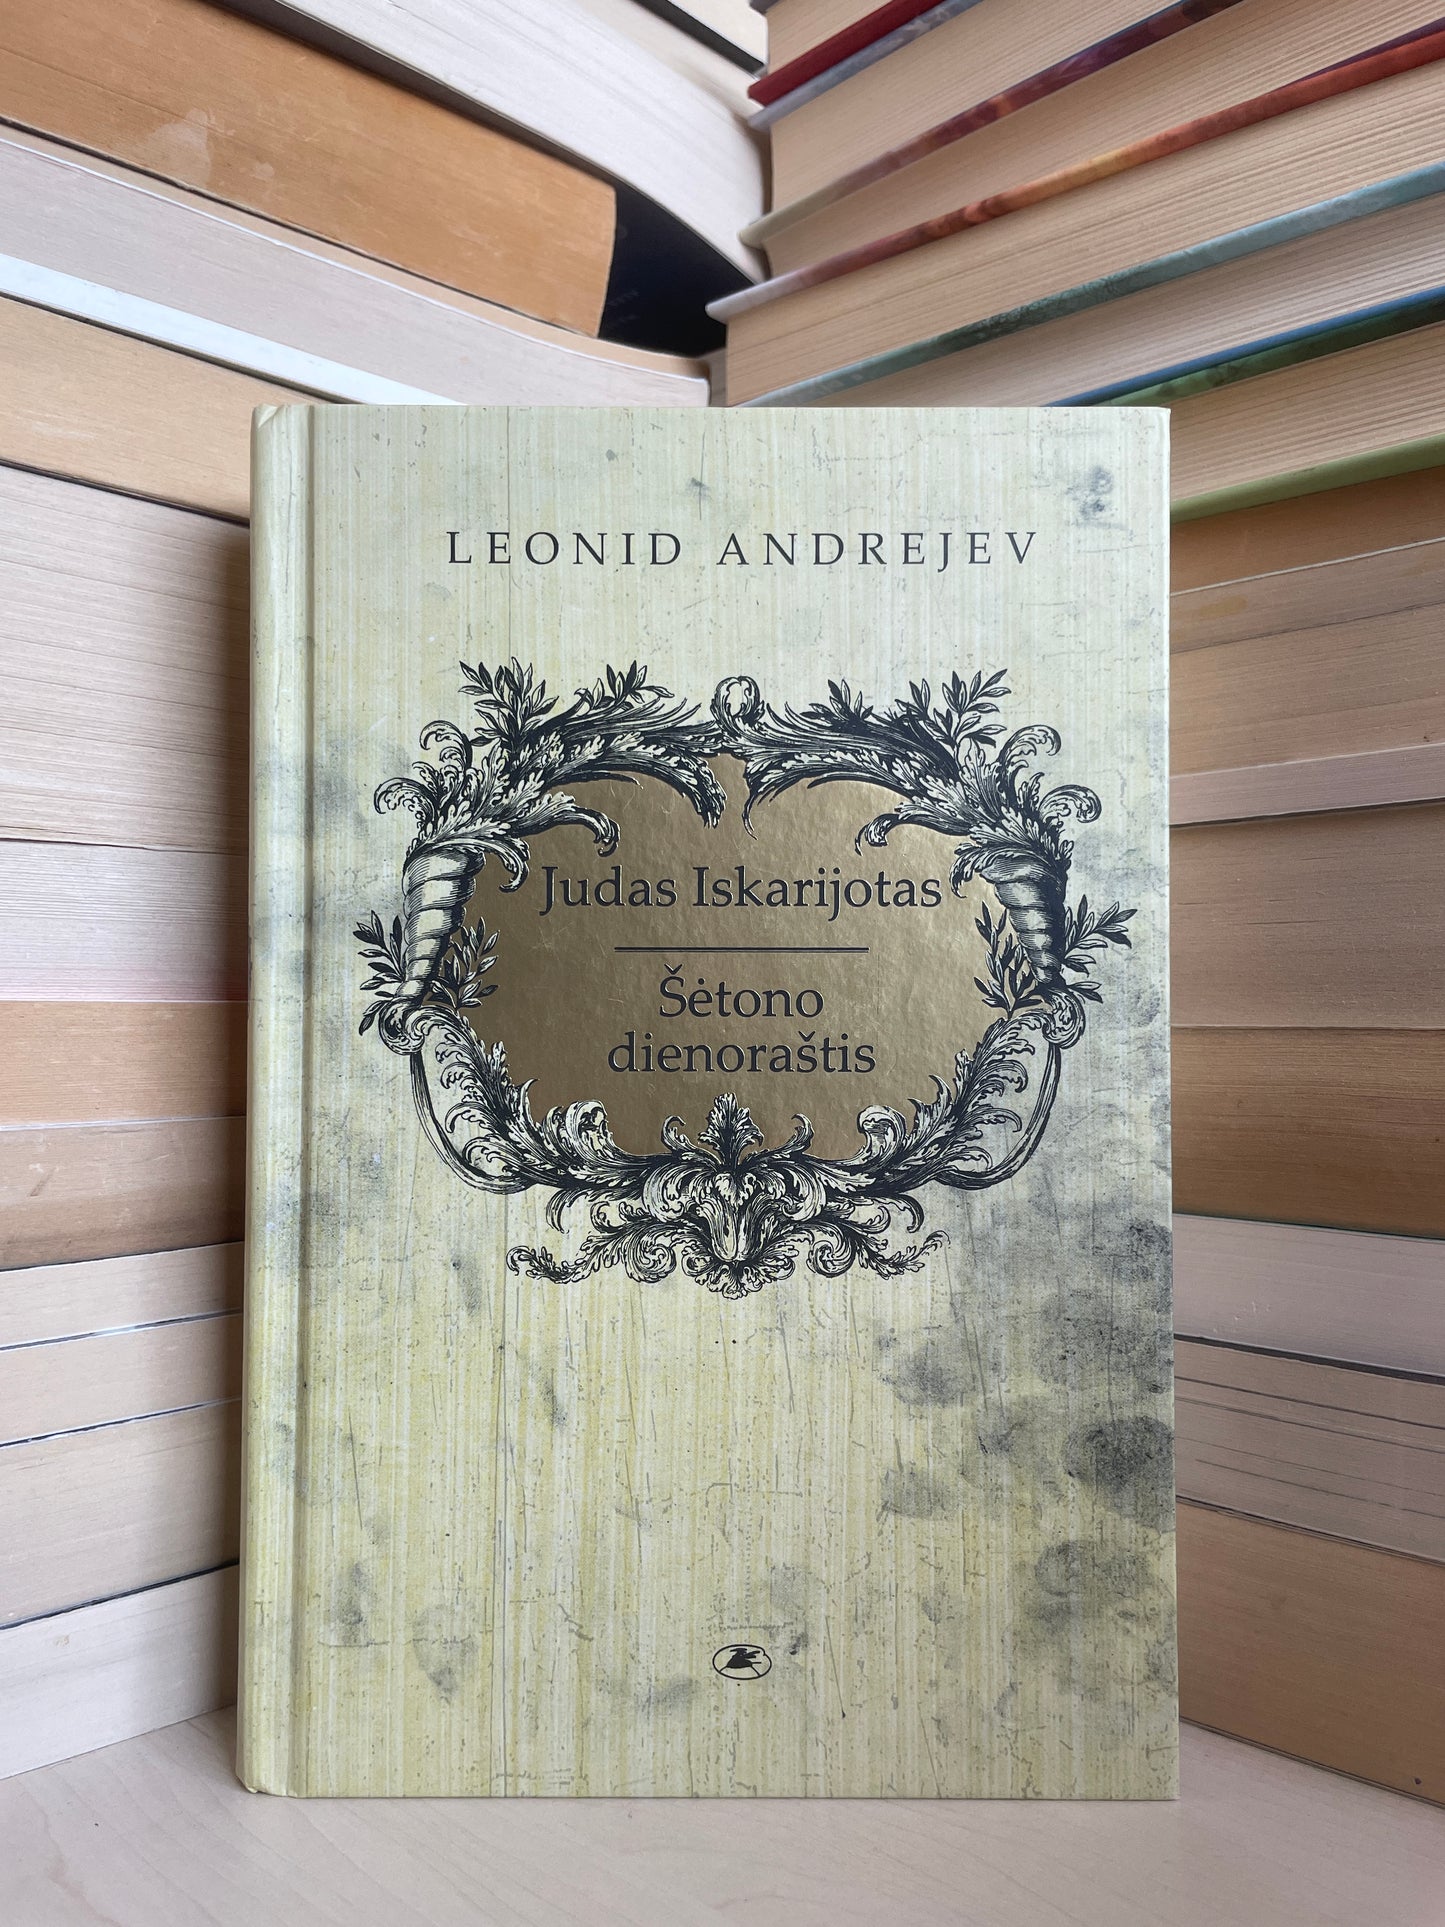 LEONID ANDREJEV
Judas Iskarijotas
Šėtono
dienoraštis